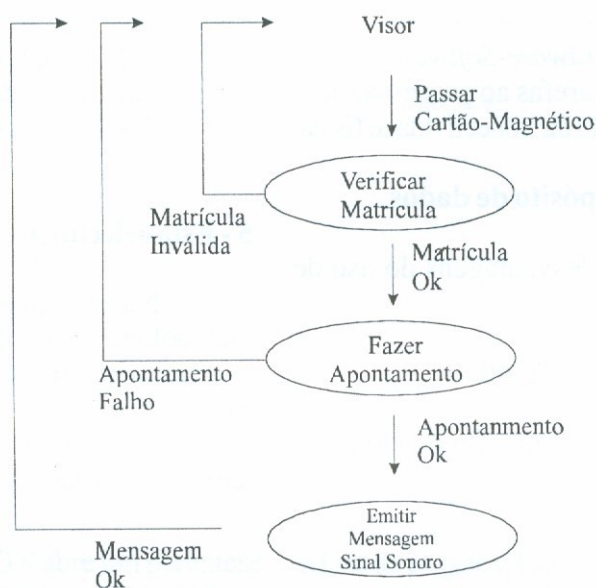 Visor
Passar
Cartão-Magnético
Verificar
Matrícula
Matrícula
Inválida
Matrícula
Ok
Fazer
Apontamento
Apontamento
Falho
Apontanmento
Ok
Emitir
Mensagem
Sinal Sonoro
Mensagem
Ok